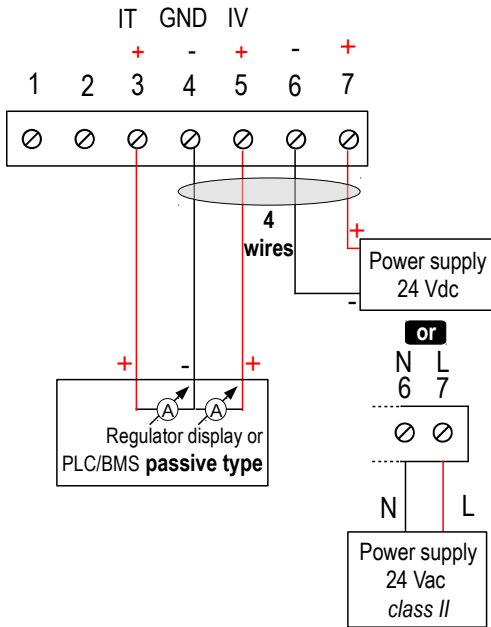 IT GND IV
+ - + - +
1 2 3 4 5 6 7
4
wires
+
Power supply
24 Vdc
-
or
N L
6 7
+ - +
A A
Regulator display or
PLC/BMS passive type
N L
Power supply
24 Vac
class II